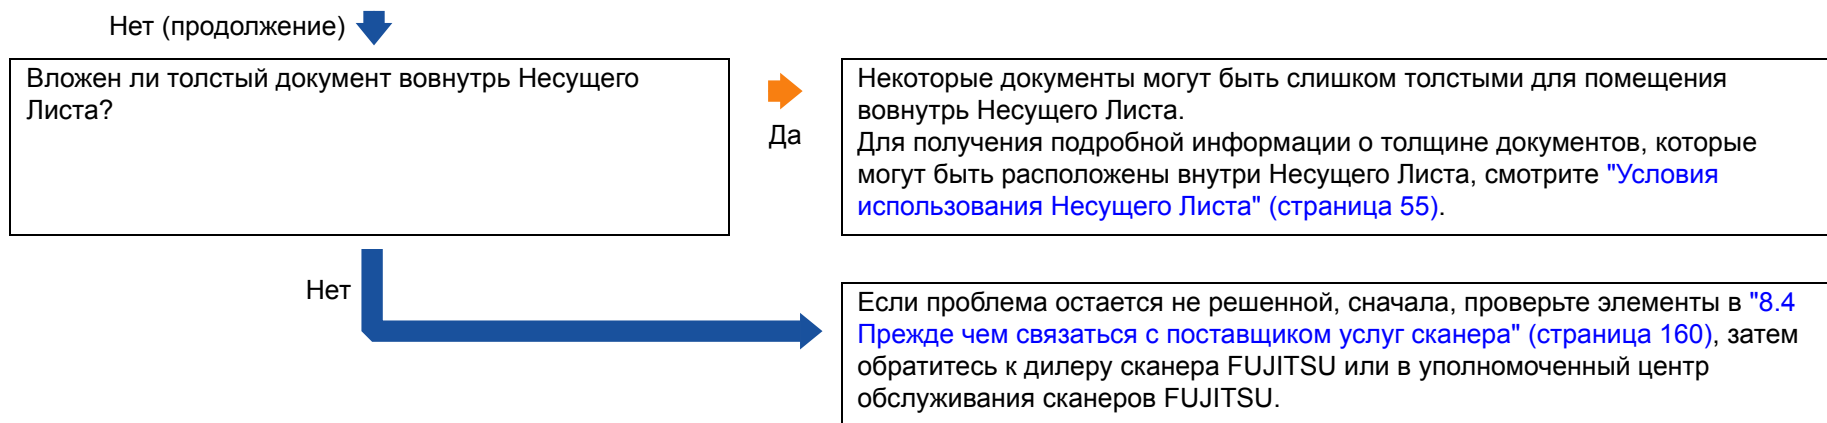 Нет (продолжение)
Вложен ли толстый документ вовнутрь Несущего
Листа?
Да
Некоторые документы могут быть слишком толстыми для помещения
вовнутрь Несущего Листа.
Для получения подробной информации о толщине документов, которые
могут быть расположены внутри Несущего Листа, смотрите "Условия
использования Несущего Листа" (страница 55).
Нет
Если проблема остается не решенной, сначала, проверьте элементы в "8.4
Прежде чем связаться с поставщиком услуг сканера" (страница 160), затем
обратитесь к дилеру сканера FUJITSU или в уполномоченный центр
обслуживания сканеров FUJITSU.